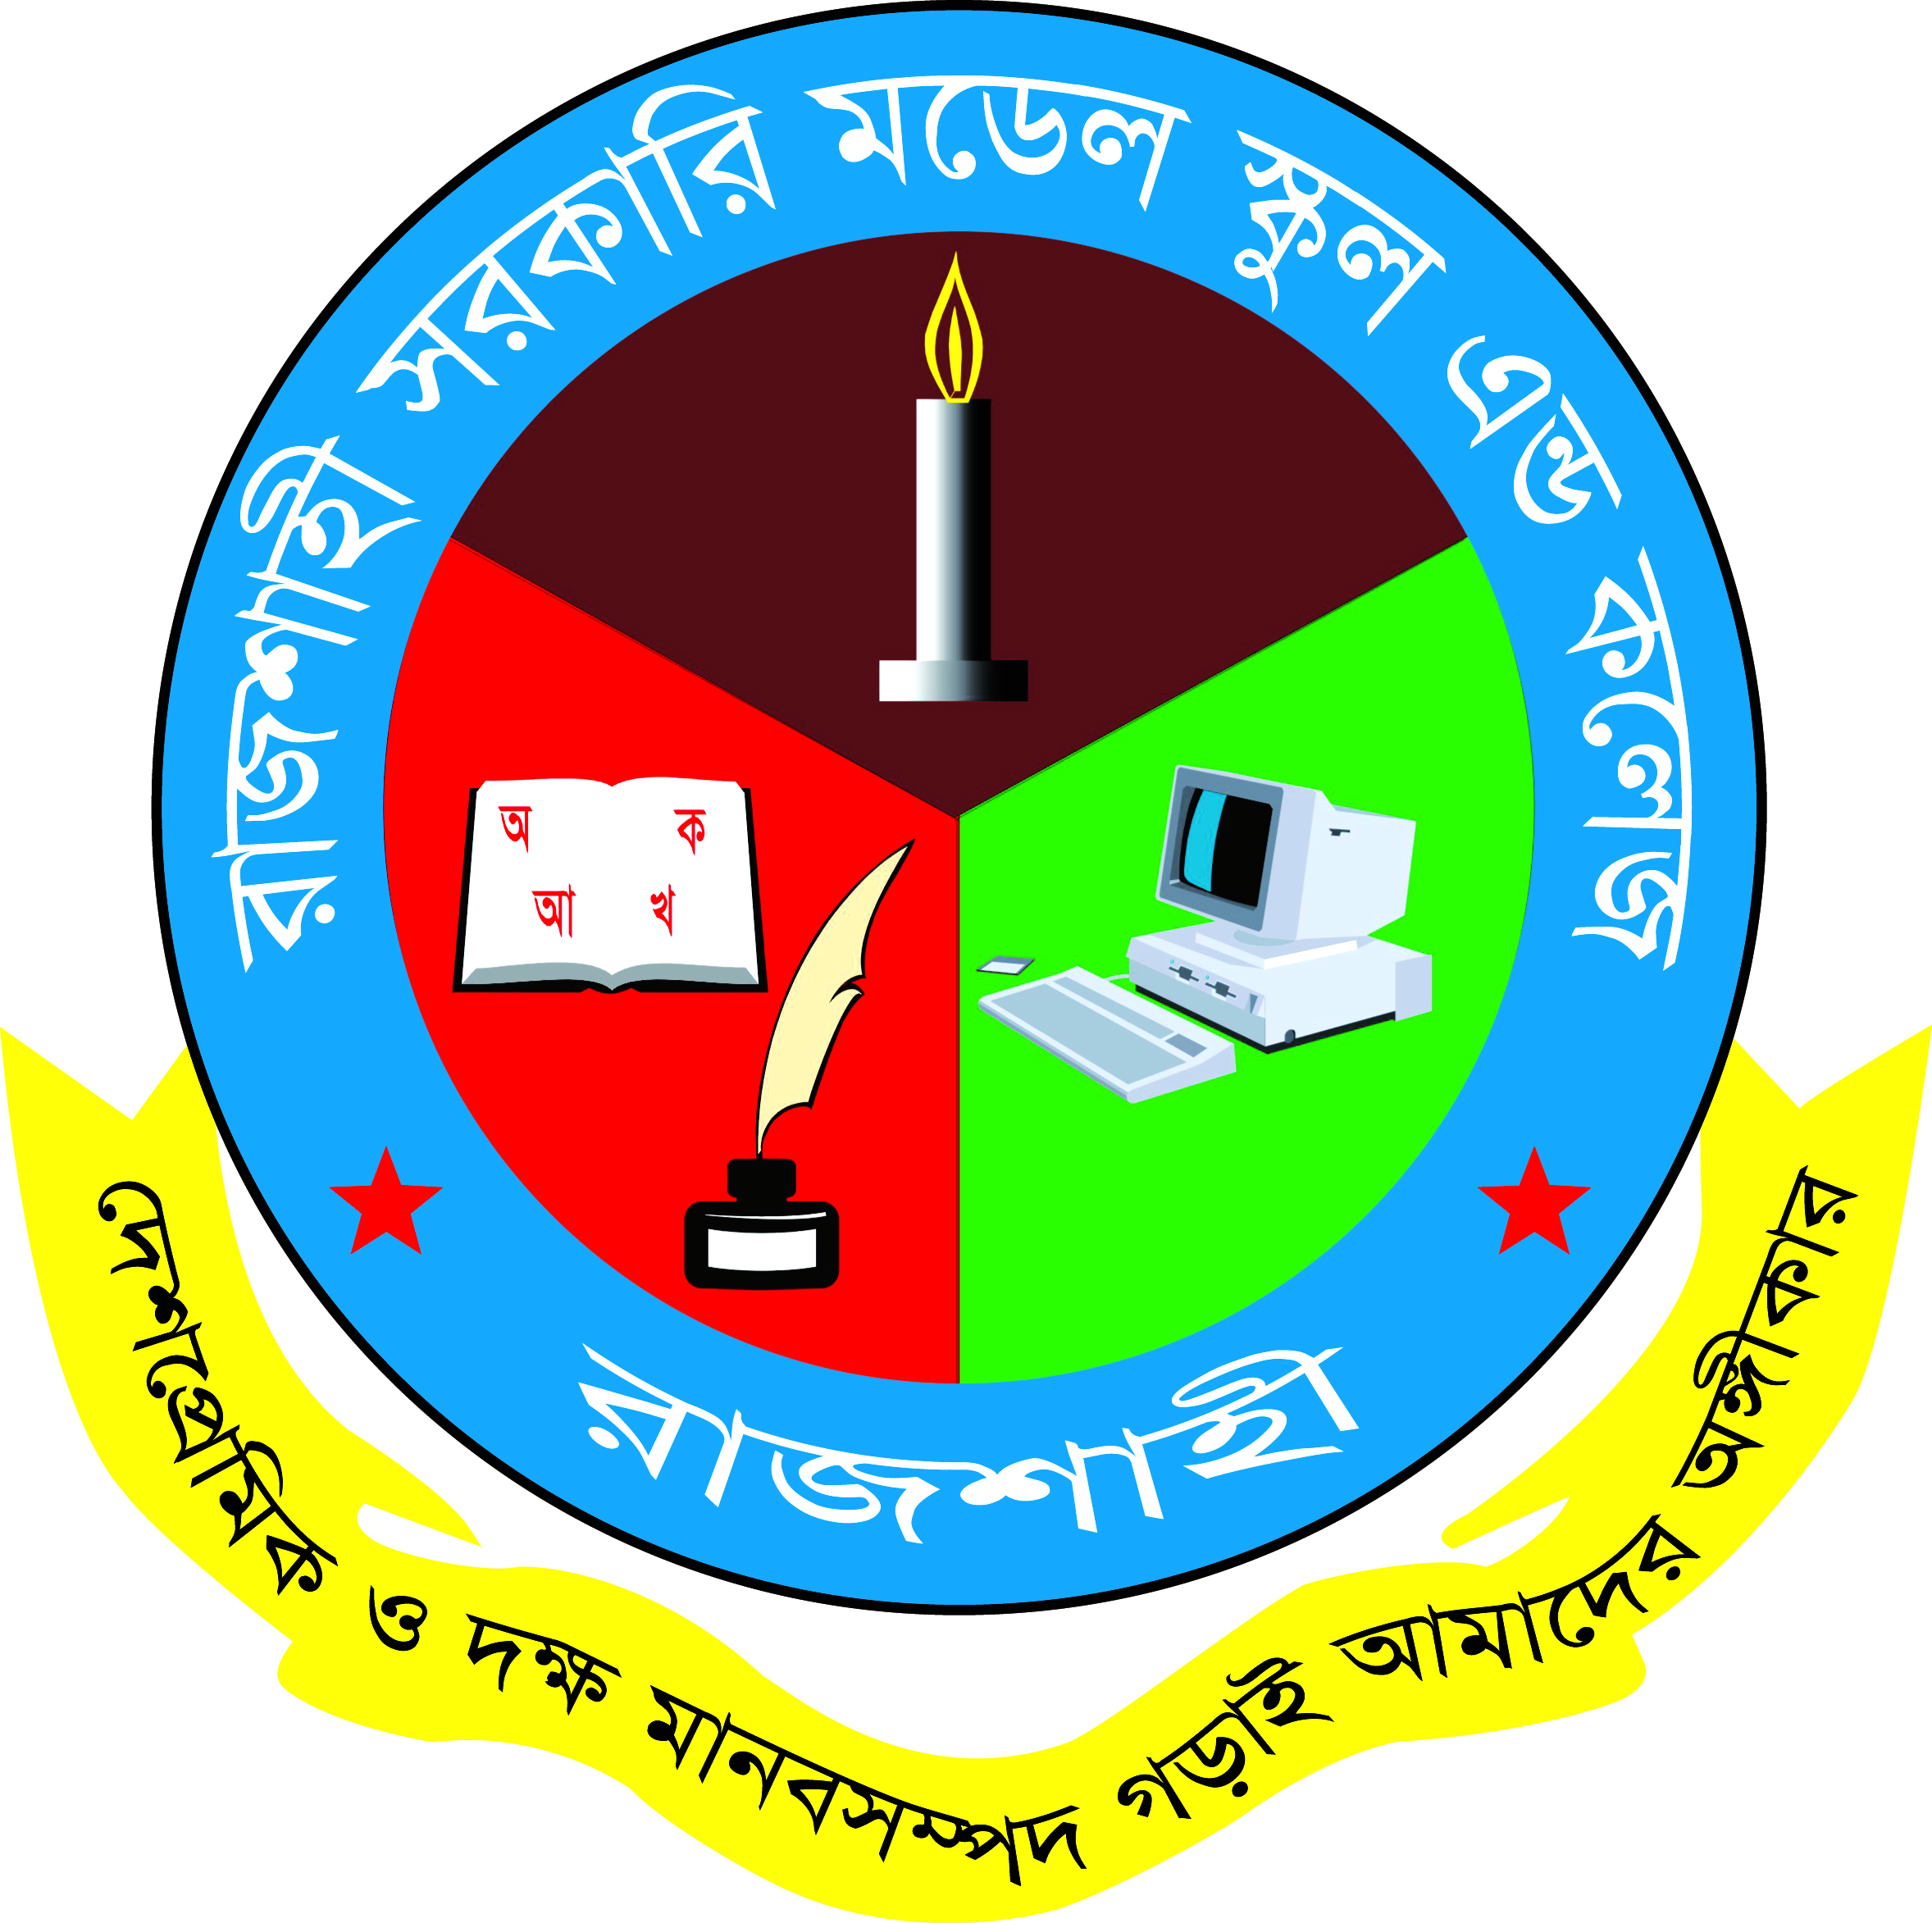 রাজশাহী সরকারি মডেল স্কুল এন্ড কলেজ
অ ক
আ খ
রাজশাহী
দেশপ্রেমিক ও দক্ষ মানবসম্পদ গড়াই আমাদের অঙ্গীকার